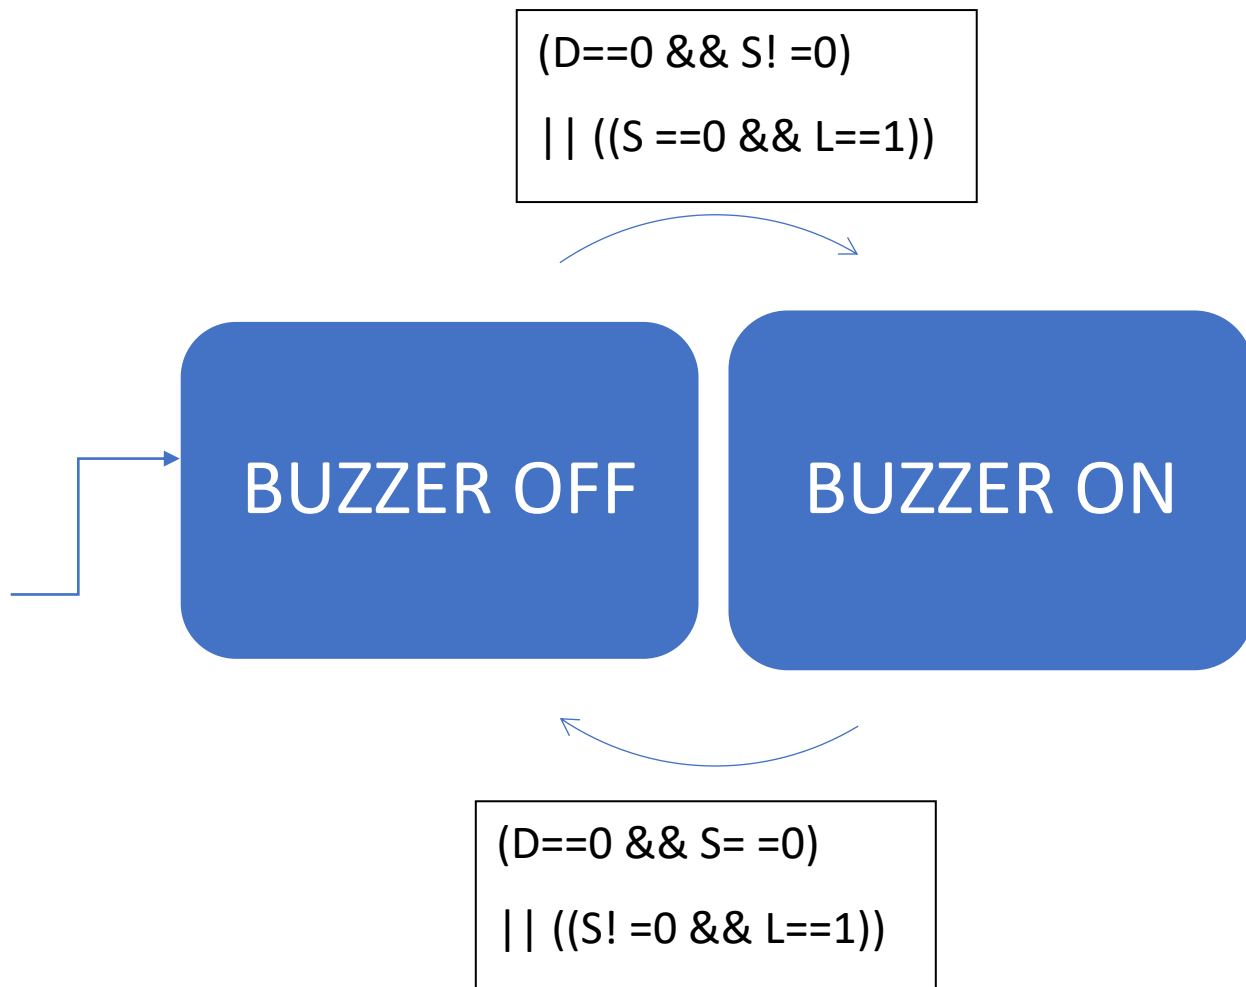 (D==0 && S! =0)
|| ((S ==0 && L==1))
BUZZER OFF
BUZZER ON
(D==0 && S= =0)
|| ((S! =0 && L==1))